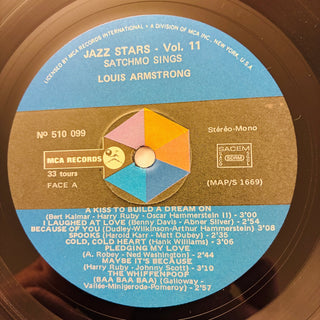 LICENSED BY MCA RECORDS INTERNATIONAL • A DIVISION OF MCA INC., NEW YORK, N.Y. U.S.A.
JAZZ STARS - Vol. 11
SATCHMO SINGS
LOUIS ARMSTRONG
Nº 510 099
Stéréo-Mono
MCA RECORDS
SACEM
SDRM
33 tours
FACE A
(MAP/S 1669)
A KISS TO BUILD A DREAM ON
(Bert Kalmar - Harry Ruby - Oscar Hammerstein (1) - 3'00
I LAUGHED AT LOVE (Benny Davis - Abner Silver) - 2'54
BECAUSE OF YOU (Dudley-Wilkinson-Arthur Hammerstein) 3'08
SPOOKS (Harold Karr - Matt Dubey) - 2'35
COLD, COLD HEART (Hank Williams) - 3'06
PLEDGING MY LOVE
(A. Robey - Ned Washington) - 2'44
MAYBE IT'S BECAUSE
(Harry Ruby - Johnny Scott) - 3'10
THE WHIFFENPOOF
(BAA BAA BAA) (Galloway -
Vallée-Minigeroda-Pomeroy) - 2'57